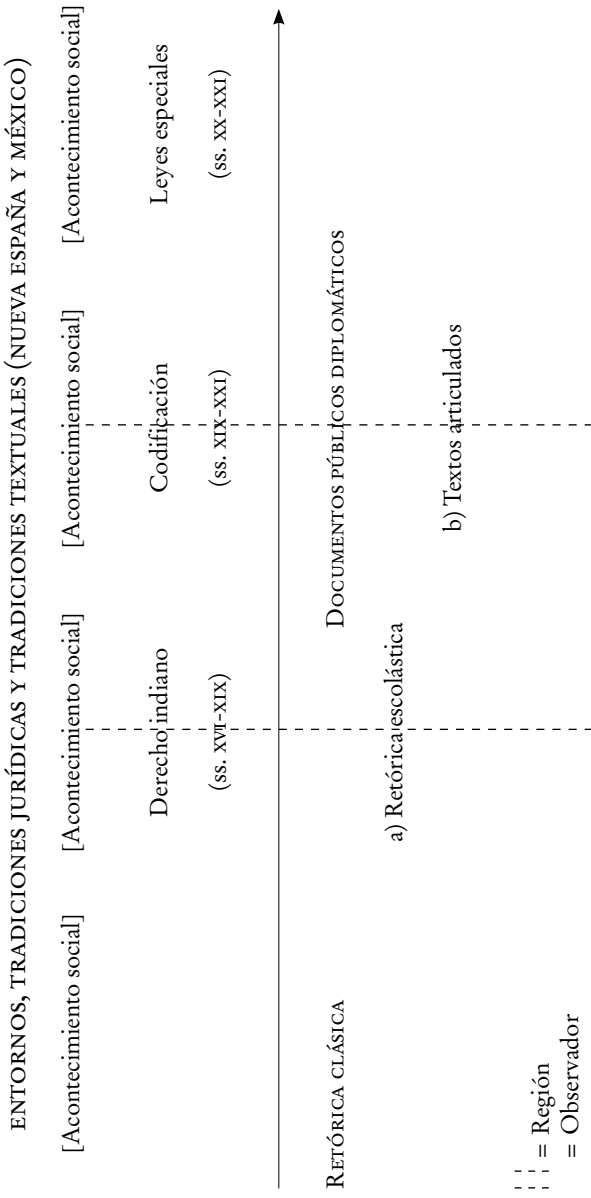 ENTORNOS, TRADICIONES JURÍDICAS Y TRADICIONES TEXTUALES (NUEVA ESPAÑA Y MÉXICO)
[Acontecimiento social] [Acontecimiento social] [Acontecimiento social] [Acontecimiento social]
Derecho indiano Codificación Leyes especiales
(ss. XVI-XIX) (ss. XIX-XXI) (ss. XX-XXI)
RETÓRICA CLÁSICA DOCUMENTOS PÚBLICOS DIPLOMÁTICOS
a) Retórica escolástica
b) Textos articulados
= Región
= Observador